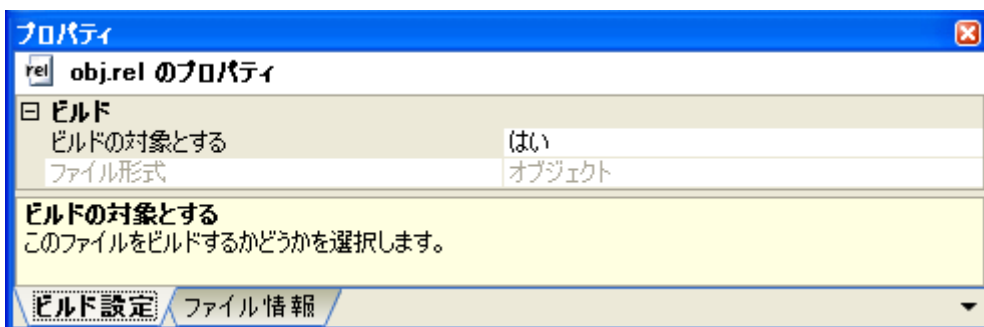 プロパティ
rel obj.rel のプロパティ
ビルド
ビルドの対象とする はい
ファイル形式 オブジェクト
ビルドの対象とする
このファイルをビルドするかどうかを選択します。
ビルド設定 ファイル情報